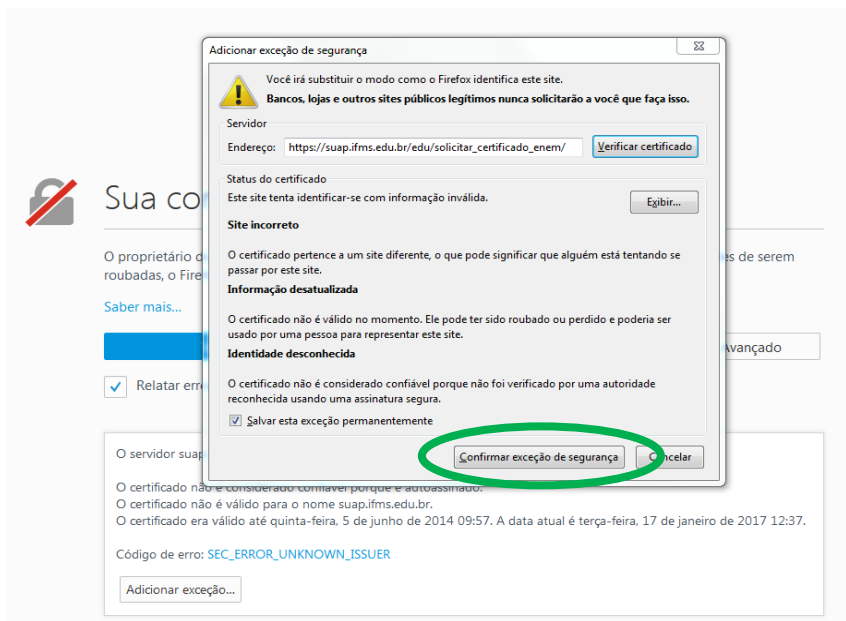 Adicionar exceção de segurança
Você irá substituir o modo como o Firefox identifica este site.
Bancos, lojas e outros sites públicos legítimos nunca solicitarão a você que faça isso.
Servidor
Endereço: https://suap.ifms.edu.br/edu/solicitar_certificado_enem/ Verificar certificado
Status do certificado
Este site tenta identificar-se com informação inválida. Exibir...
Site incorreto
O certificado pertence a um site diferente, o que pode significar que alguém está tentando se
passar por este site.
Informação desatualizada
O certificado não é válido no momento. Ele pode ter sido roubado ou perdido e poderia ser
usado por uma pessoa para representar este site.
Identidade desconhecida
O certificado não é considerado confiável porque não foi verificado por uma autoridade
reconhecida usando uma assinatura segura.
Salvar esta exceção permanentemente
Confirmar exceção de segurança Cancelar
Sua co
O proprietário d es de serem
roubadas, o Fire
Saber mais...
Avançado
Relatar erro
O servidor suap
O certificado não é considerado confiável porque é autoassinado.
O certificado não é válido para o nome suap.ifms.edu.br.
O certificado era válido até quinta-feira, 5 de junho de 2014 09:57. A data atual é terça-feira, 17 de janeiro de 2017 12:37.
Código de erro: SEC_ERROR_UNKNOWN_ISSUER
Adicionar exceção...